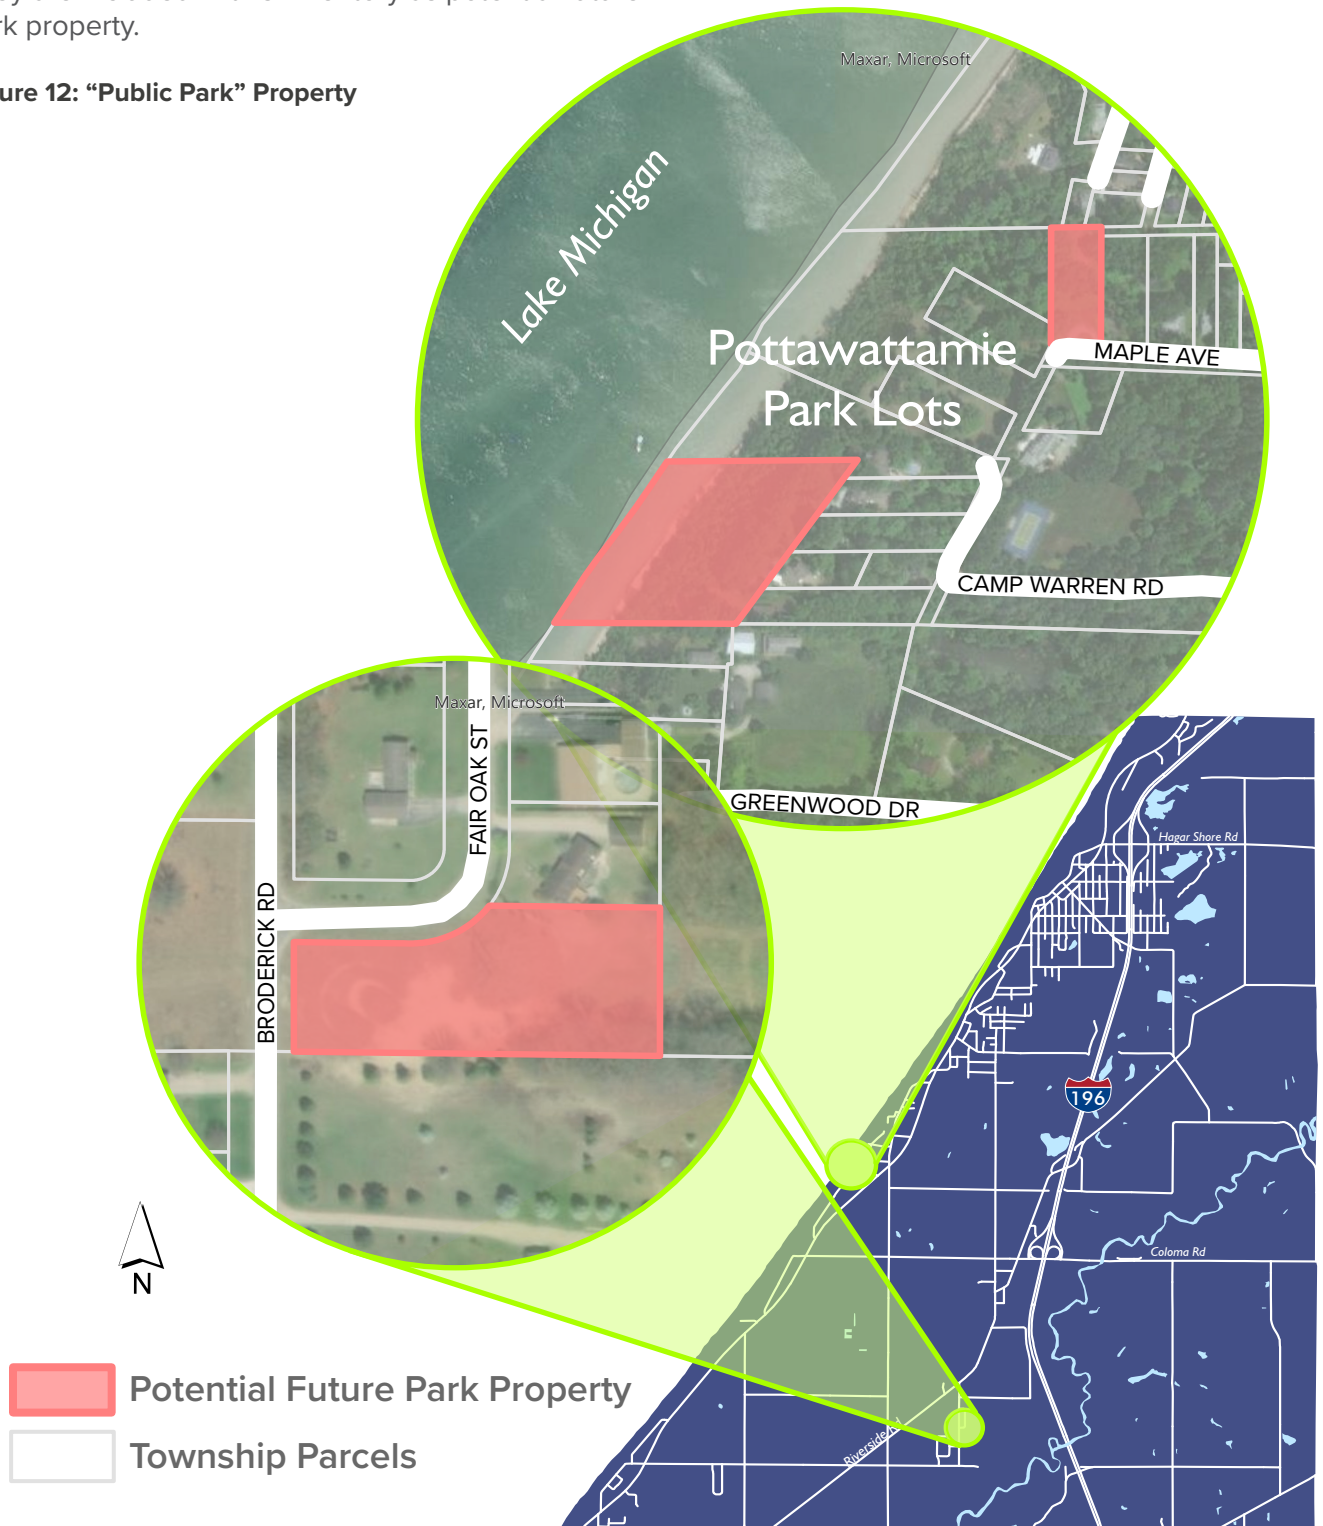 rk property.
ure 12: “Public Park” Property
Maxar, Microsoft
Lake Michigan
Pottawattamie
Park Lots
MAPLE AVE
CAMP WARREN RD
GREENWOOD DR
Maxar, Microsoft
FAIR OAK ST
BRODERICK RD
Hagar Shore Rd
196
Coloma Rd
Riverside
N
Potential Future Park Property
Township Parcels